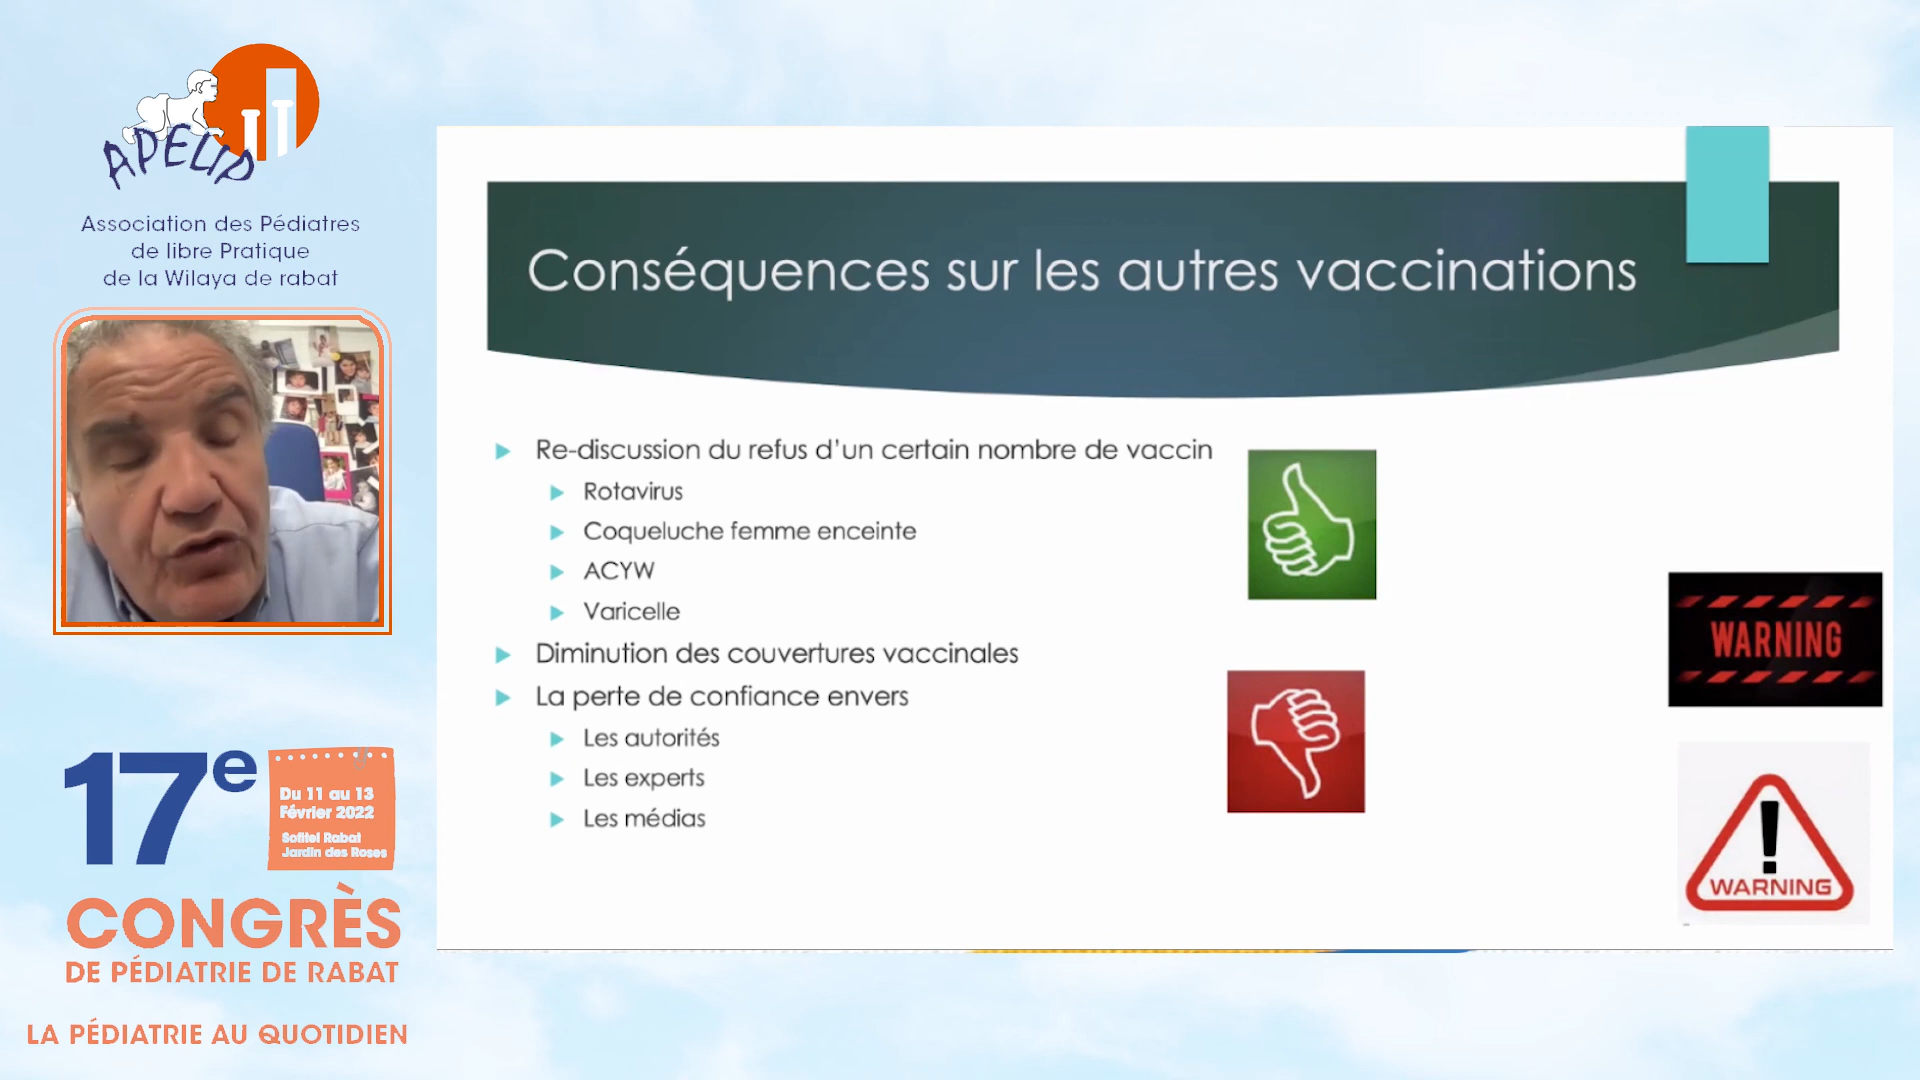 APELIP
Association des Pédiatres
de libre Pratique
de la Wilaya de rabat
17e
Du 11 au 13
Février 2022
Sofitel Rabat
Jardin des Roses
CONGRÈS
DE PÉDIATRIE DE RABAT
LA PÉDIATRIE AU QUOTIDIEN
Conséquences sur les autres vaccinations
Re-discussion du refus d'un certain nombre de vaccin
Rotavirus
Coqueluche femme enceinte
ACYW
Varicelle
Diminution des couvertures vaccinales
La perte de confiance envers
Les autorités
Les experts
Les médias
WARNING
WARNING